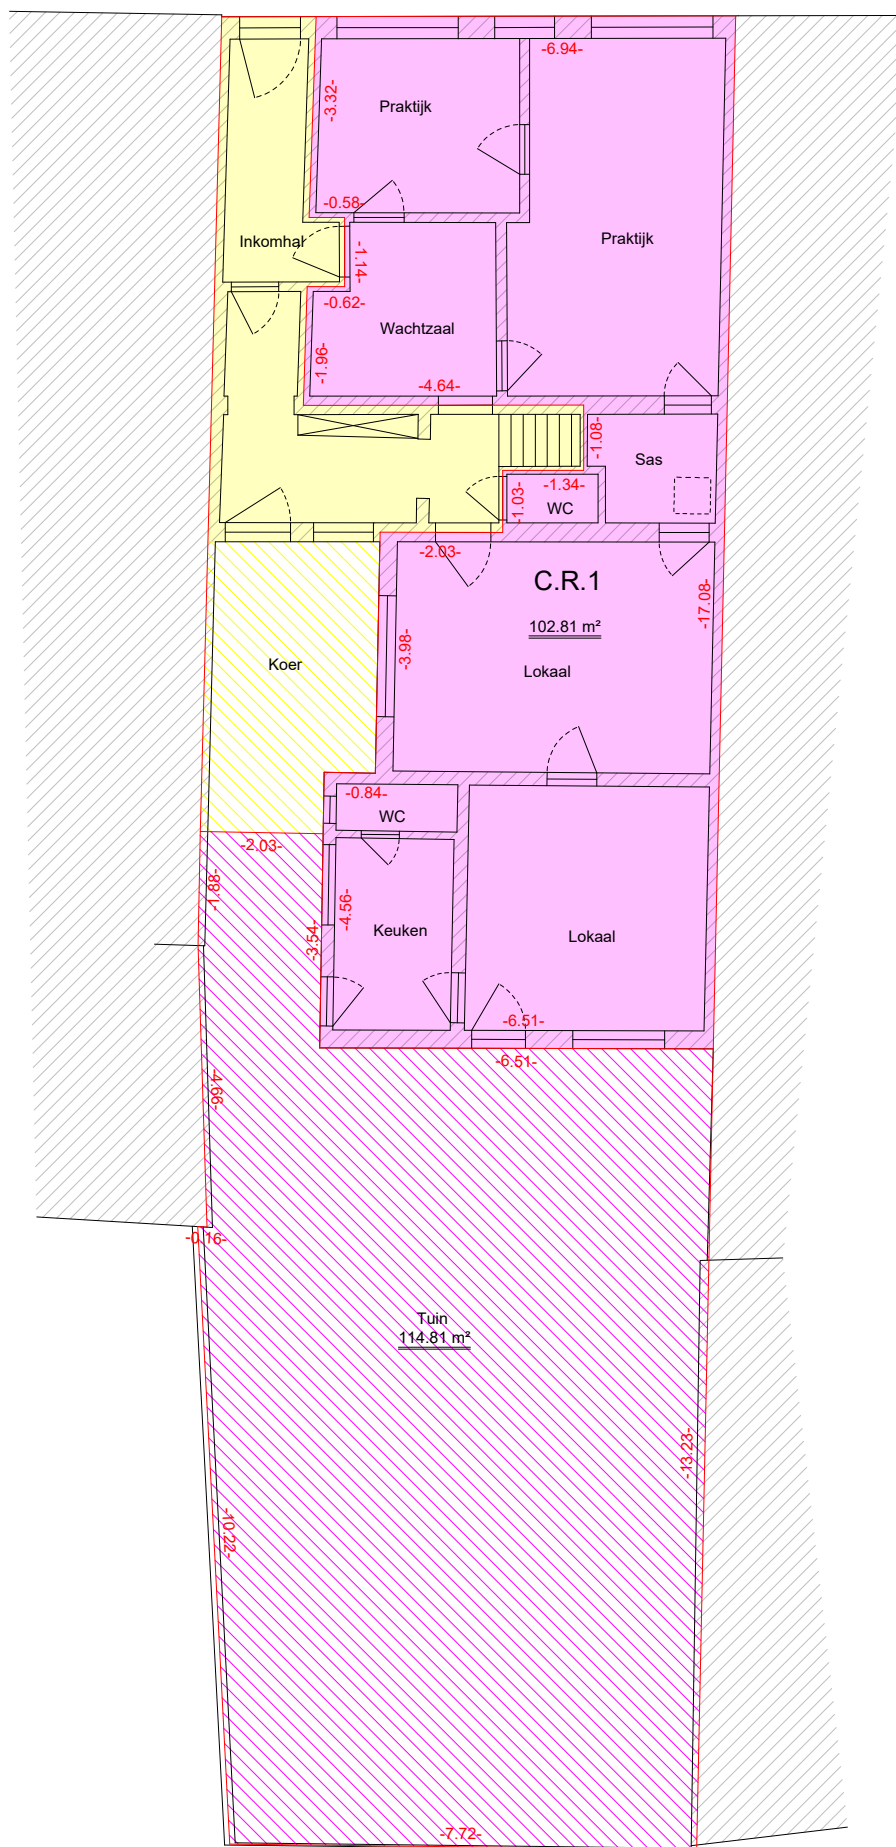 -6.94-
-3.32-
Praktijk
-0.58-
Inkomhal
-1.14-
Praktijk
-0.62-
Wachtzaal
-1.96-
-4.64-
-1.08-
Sas
-1.34-
-1.03-
WC
-2.03-
C.R.1
-17.08-
102.81 m²
-3.98-
Koer
Lokaal
-0.84-
WC
-2.03-
-1.88-
-4.56-
Keuken
-3.54-
Lokaal
-6.51-
-6.51-
-4.66-
-0.16-
Tuin
114.81 m²
-13.23-
-10.22-
-7.72-